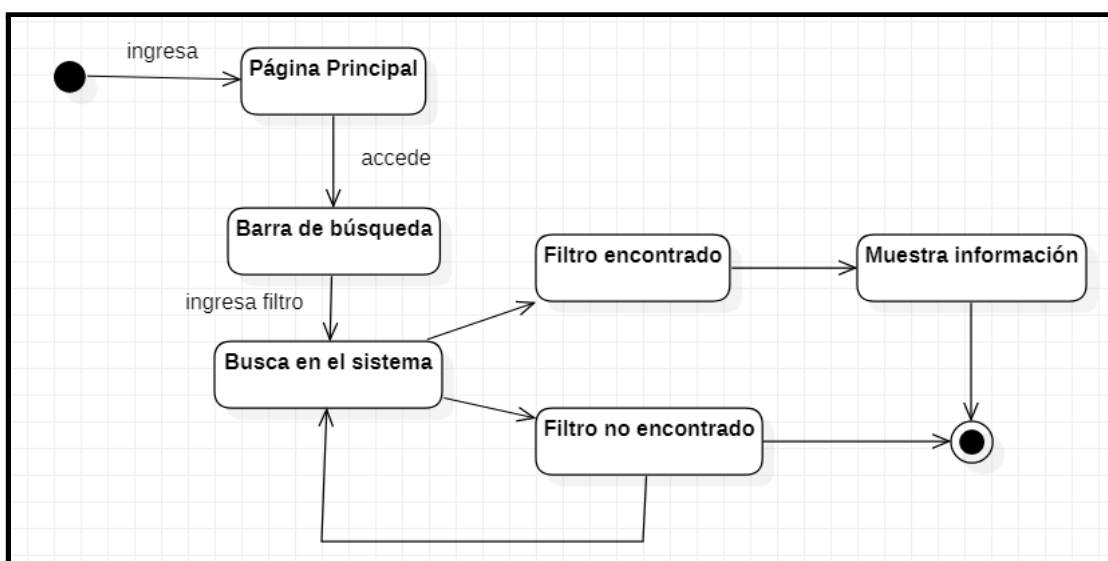 ingresa
Página Principal
accede
Barra de búsqueda
ingresa filtro
Busca en el sistema
Filtro encontrado
Muestra información
Filtro no encontrado